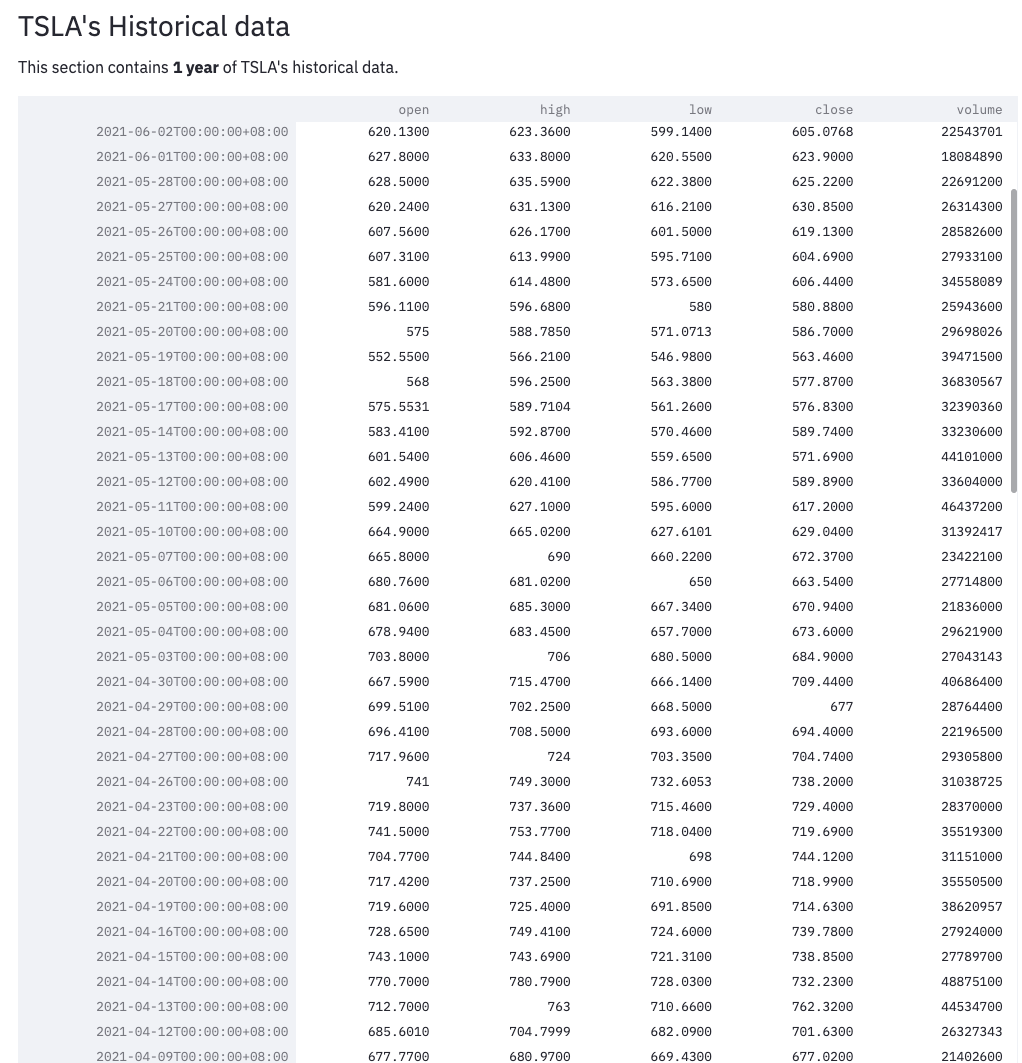 TSLA's Historical data
This section contains 1 year of TSLA's historical data.
open high low close volume
2021-06-02T00:00:00+08:00 620.1300 623.3600 599.1400 605.0768 22543701
2021-06-01T00:00:00+08:00 627.8000 633.8000 620.5500 623.9000 18084890
2021-05-28T00:00:00+08:00 628.5000 635.5900 622.3800 625.2200 22691200
2021-05-27T00:00:00+08:00 620.2400 631.1300 616.2100 630.8500 26314300
2021-05-26T00:00:00+08:00 607.5600 626.1700 601.5000 619.1300 28582600
2021-05-25T00:00:00+08:00 607.3100 613.9900 595.7100 604.6900 27933100
2021-05-24T00:00:00+08:00 581.6000 614.4800 573.6500 606.4400 34558089
2021-05-21T00:00:00+08:00 596.1100 596.6800 580 580.8800 25943600
2021-05-20T00:00:00+08:00 575 588.7850 571.0713 586.7000 29698026
2021-05-19T00:00:00+08:00 552.5500 566.2100 546.9800 563.4600 39471500
2021-05-18T00:00:00+08:00 568 596.2500 563.3800 577.8700 36830567
2021-05-17T00:00:00+08:00 575.5531 589.7104 561.2600 576.8300 32390360
2021-05-14T00:00:00+08:00 583.4100 592.8700 570.4600 589.7400 33230600
2021-05-13T00:00:00+08:00 601.5400 606.4600 559.6500 571.6900 44101000
2021-05-12T00:00:00+08:00 602.4900 620.4100 586.7700 589.8900 33604000
2021-05-11T00:00:00+08:00 599.2400 627.1000 595.6000 617.2000 46437200
2021-05-10T00:00:00+08:00 664.9000 665.0200 627.6101 629.0400 31392417
2021-05-07T00:00:00+08:00 665.8000 690 660.2200 672.3700 23422100
2021-05-06T00:00:00+08:00 680.7600 681.0200 650 663.5400 27714800
2021-05-05T00:00:00+08:00 681.0600 685.3000 667.3400 670.9400 21836000
2021-05-04T00:00:00+08:00 678.9400 683.4500 657.7000 673.6000 29621900
2021-05-03T00:00:00+08:00 703.8000 706 680.5000 684.9000 27043143
2021-04-30T00:00:00+08:00 667.5900 715.4700 666.1400 709.4400 40686400
2021-04-29T00:00:00+08:00 699.5100 702.2500 668.5000 677 28764400
2021-04-28T00:00:00+08:00 696.4100 708.5000 693.6000 694.4000 22196500
2021-04-27T00:00:00+08:00 717.9600 724 703.3500 704.7400 29305800
2021-04-26T00:00:00+08:00 741 749.3000 732.6053 738.2000 31038725
2021-04-23T00:00:00+08:00 719.8000 737.3600 715.4600 729.4000 28370000
2021-04-22T00:00:00+08:00 741.5000 753.7700 718.0400 719.6900 35519300
2021-04-21T00:00:00+08:00 704.7700 744.8400 698 744.1200 31151000
2021-04-20T00:00:00+08:00 717.4200 737.2500 710.6900 718.9900 35550500
2021-04-19T00:00:00+08:00 719.6000 725.4000 691.8500 714.6300 38620957
2021-04-16T00:00:00+08:00 728.6500 749.4100 724.6000 739.7800 27924000
2021-04-15T00:00:00+08:00 743.1000 743.6900 721.3100 738.8500 27789700
2021-04-14T00:00:00+08:00 770.7000 780.7900 728.0300 732.2300 48875100
2021-04-13T00:00:00+08:00 712.7000 763 710.6600 762.3200 44534700
2021-04-12T00:00:00+08:00 685.6010 704.7999 682.0900 701.6300 26327343
2021-04-09T00:00:00+08:00 677.7700 680.9700 669.4300 677.0200 21402600